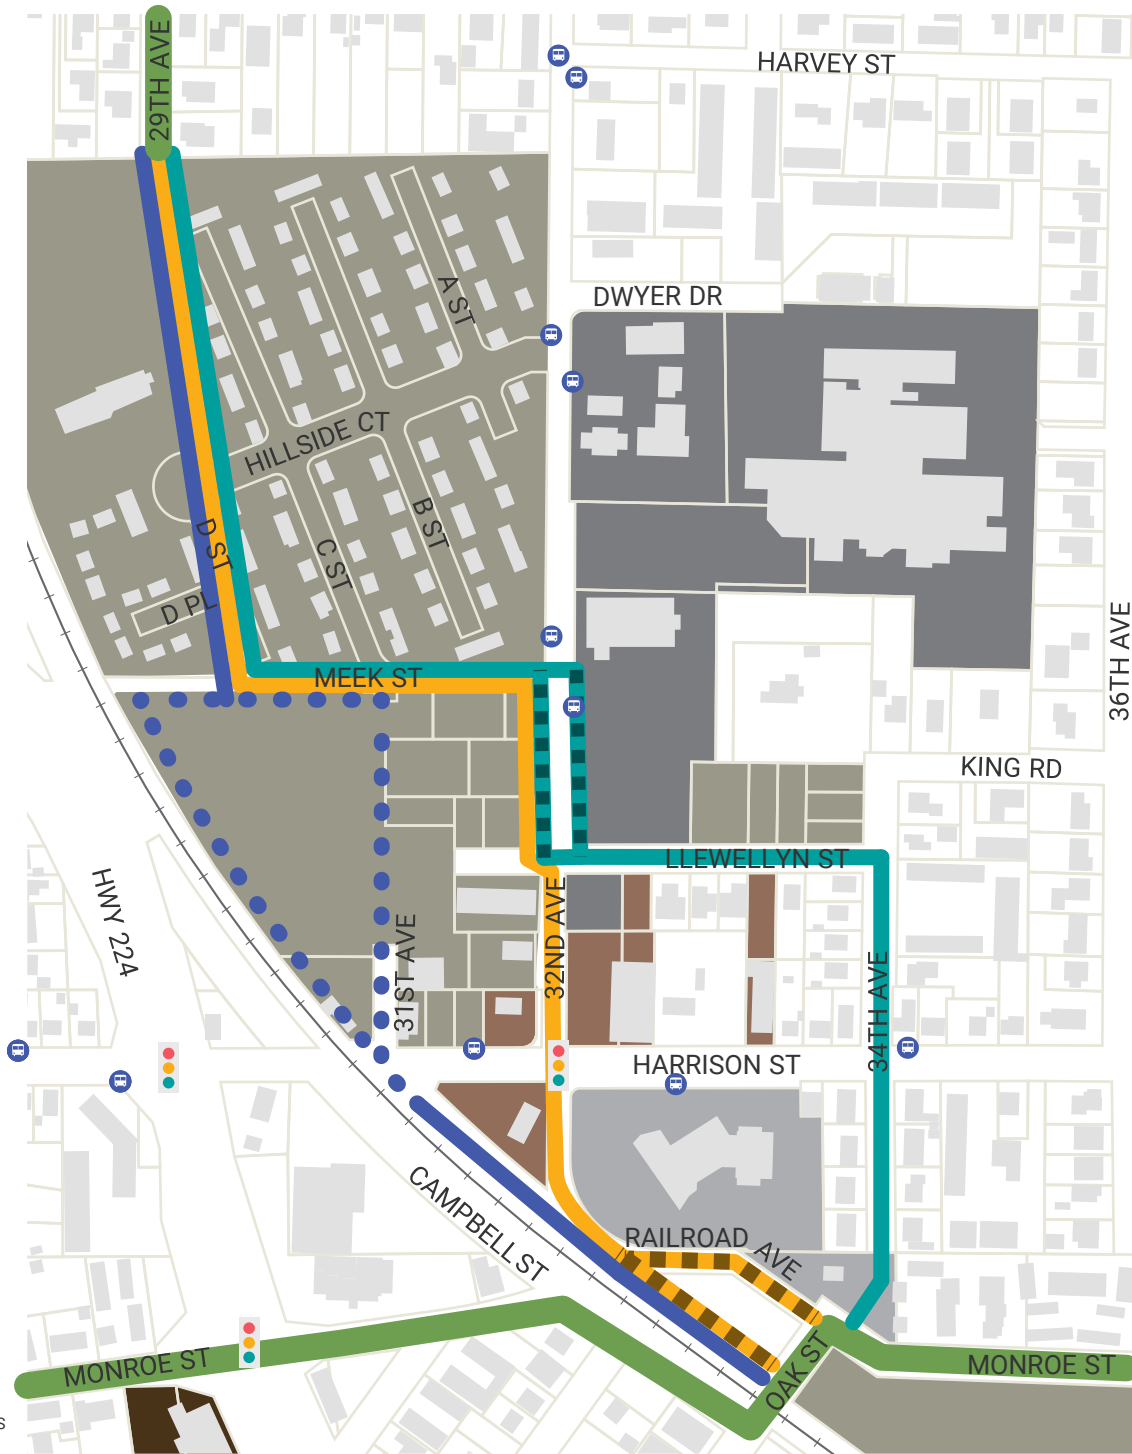 29TH AVE
HARVEY ST
DWYER DR
A ST
HILLSIDE CT
B ST
D ST
C ST
D PL
36TH AVE
MEEK ST
KING RD
LLEWELLYN ST
HWY 224
32ND AVE
31ST AVE
34TH AVE
HARRISON ST
CAMPBELL ST
RAILROAD AVE
MONROE ST
OAK ST
MONROE ST
s